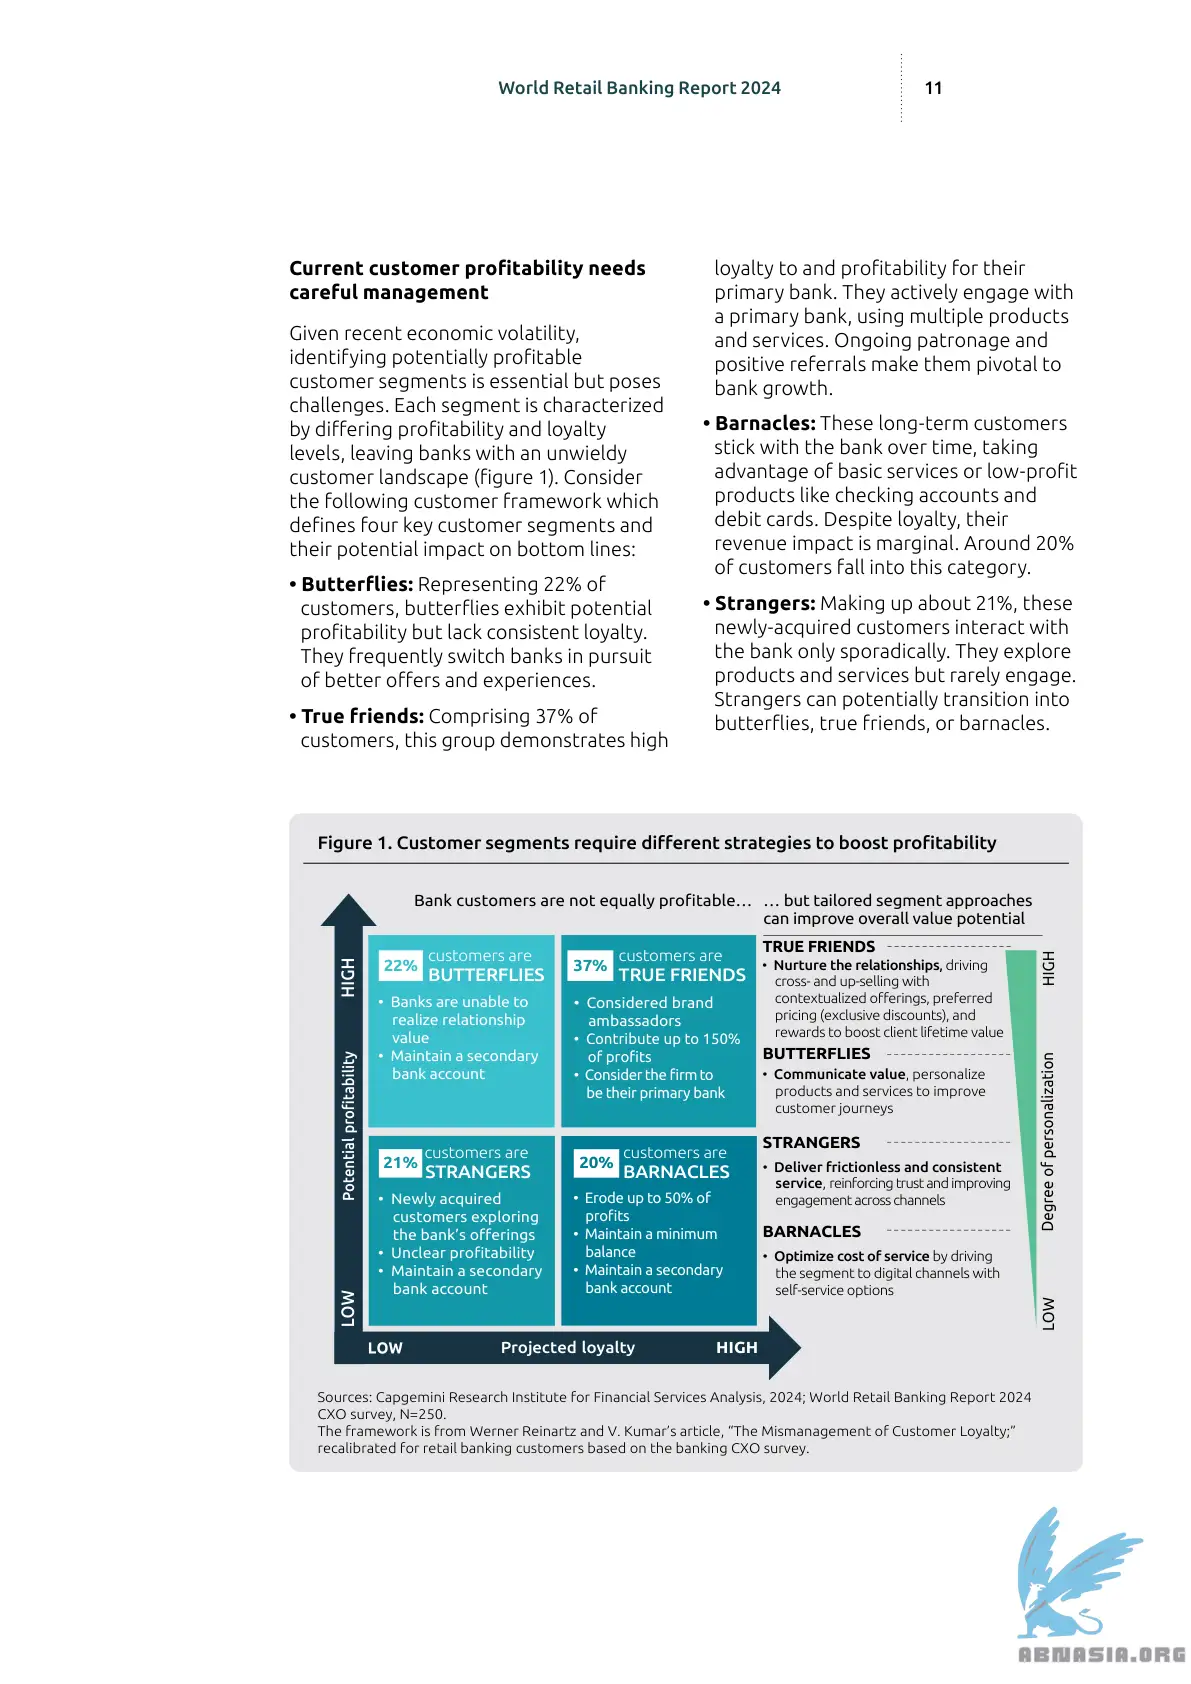 World Retail Banking Report 2024
11
Current customer profitability needs
careful management
Given recent economic volatility,
identifying potentially profitable
customer segments is essential but poses
challenges. Each segment is characterized
by differing profitability and loyalty
levels, leaving banks with an unwieldy
customer landscape (figure 1). Consider
the following customer framework which
defines four key customer segments and
their potential impact on bottom lines:
• Butterflies: Representing 22% of
customers, butterflies exhibit potential
profitability but lack consistent loyalty.
They frequently switch banks in pursuit
of better offers and experiences.
• True friends: Comprising 37% of
customers, this group demonstrates high
loyalty to and profitability for their
primary bank. They actively engage with
a primary bank, using multiple products
and services. Ongoing patronage and
positive referrals make them pivotal to
bank growth.
• Barnacles: These long-term customers
stick with the bank over time, taking
advantage of basic services or low-profit
products like checking accounts and
debit cards. Despite loyalty, their
revenue impact is marginal. Around 20%
of customers fall into this category.
• Strangers: Making up about 21%, these
newly-acquired customers interact with
the bank only sporadically. They explore
products and services but rarely engage.
Strangers can potentially transition into
butterflies, true friends, or barnacles.
Figure 1. Customer segments require different strategies to boost profitability
Bank customers are not equally profitable…
HIGH
Potential profitability
LOW
22%
customers are
BUTTERFLIES
• Banks are unable to
realize relationship
value
• Maintain a secondary
bank account
37%
customers are
TRUE FRIENDS
• Considered brand
ambassadors
• Contribute up to 150%
of profits
• Consider the firm to
be their primary bank
21%
customers are
STRANGERS
• Newly acquired
customers exploring
the bank's offerings
• Unclear profitability
• Maintain a secondary
bank account
20%
customers are
BARNACLES
• Erode up to 50% of
profits
• Maintain a minimum
balance
• Maintain a secondary
bank account
LOW
Projected loyalty
HIGH
… but tailored segment approaches
can improve overall value potential
TRUE FRIENDS
• Nurture the relationships, driving
cross- and up-selling with
contextualized offerings, preferred
pricing (exclusive discounts), and
rewards to boost client lifetime value
BUTTERFLIES
• Communicate value, personalize
products and services to improve
customer journeys
STRANGERS
• Deliver frictionless and consistent
service, reinforcing trust and improving
engagement across channels
BARNACLES
• Optimize cost of service by driving
the segment to digital channels with
self-service options
HIGH
Degree of personalization
LOW
Sources: Capgemini Research Institute for Financial Services Analysis, 2024; World Retail Banking Report 2024
CXO survey, N=250.
The framework is from Werner Reinartz and V. Kumar's article, "The Mismanagement of Customer Loyalty;"
recalibrated for retail banking customers based on the banking CXO survey.
ABNASIA.ORG